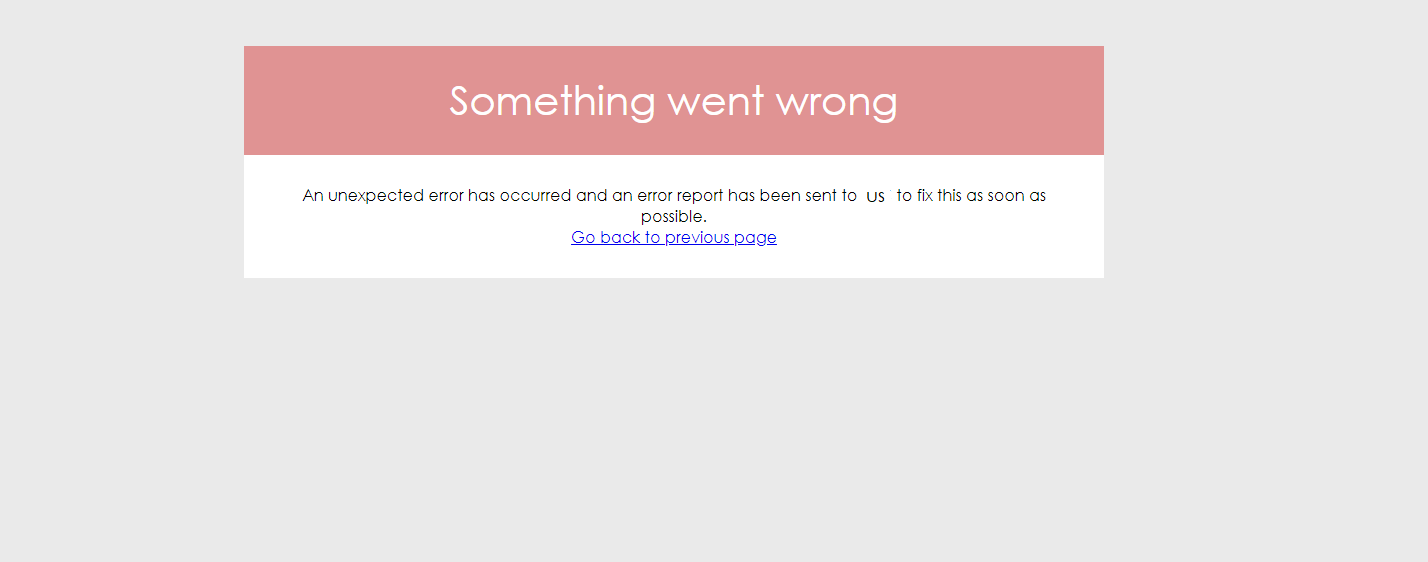 Something went wrong
An unexpected error has occurred and an error report has been sent to us to fix this as soon as
possible.
Go back to previous page